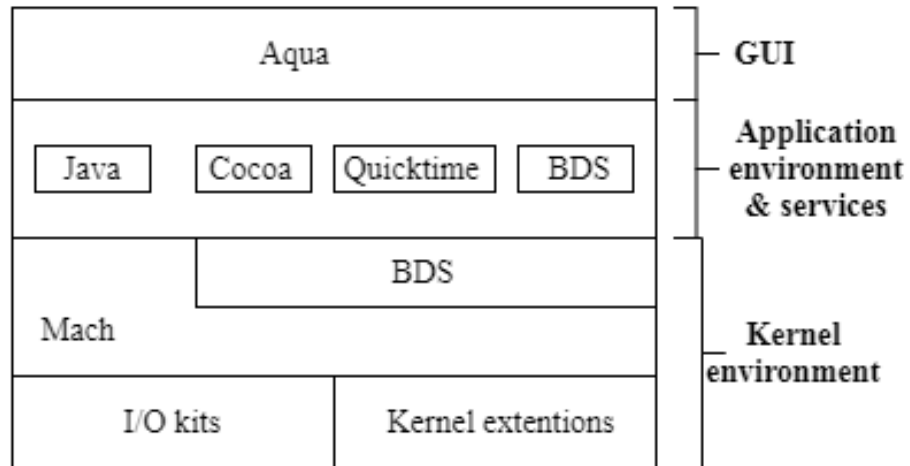 Aqua
GUI
Java
Cocoa
Quicktime
BDS
Application
environment
& services
BDS
Mach
Kernel
environment
I/O kits
Kernel extentions